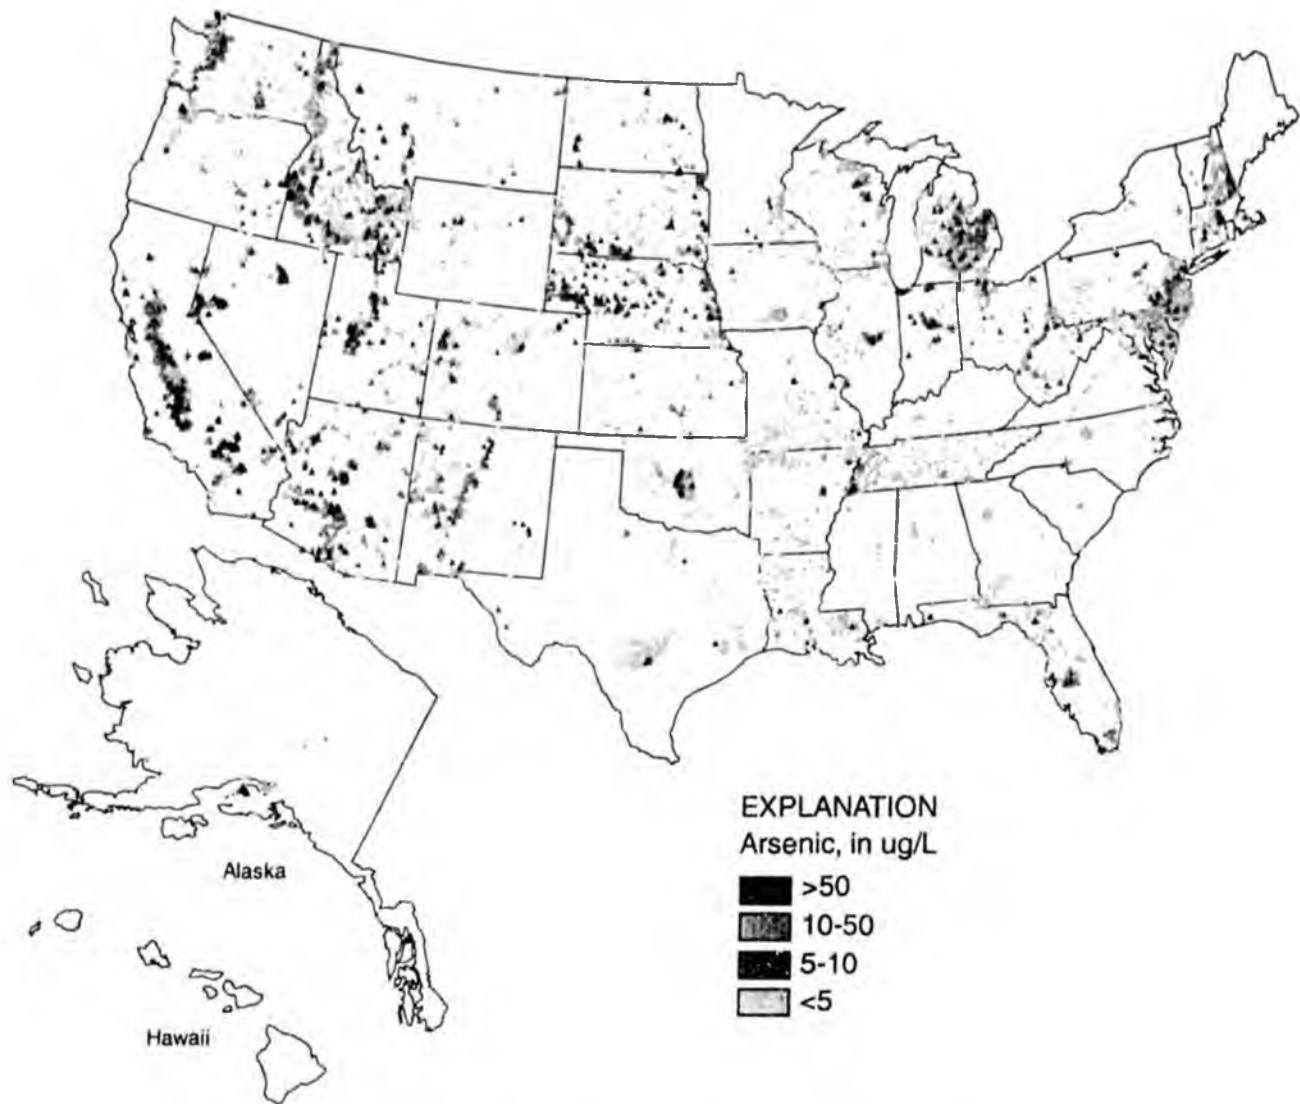 EXPLANATION
Arsenic, in ug/L
>50
10-50
5-10
<5
Alaska
Hawaii